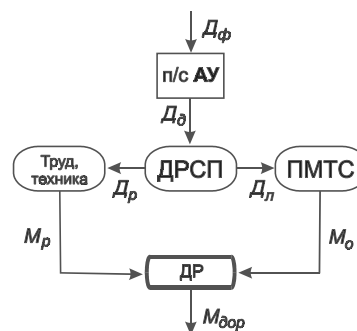 Дф
п/с АУ
Дд
Труд,
техника
ДРСП
ПМТС
Др
Дл
Мр
Мо
ДР
Мдор